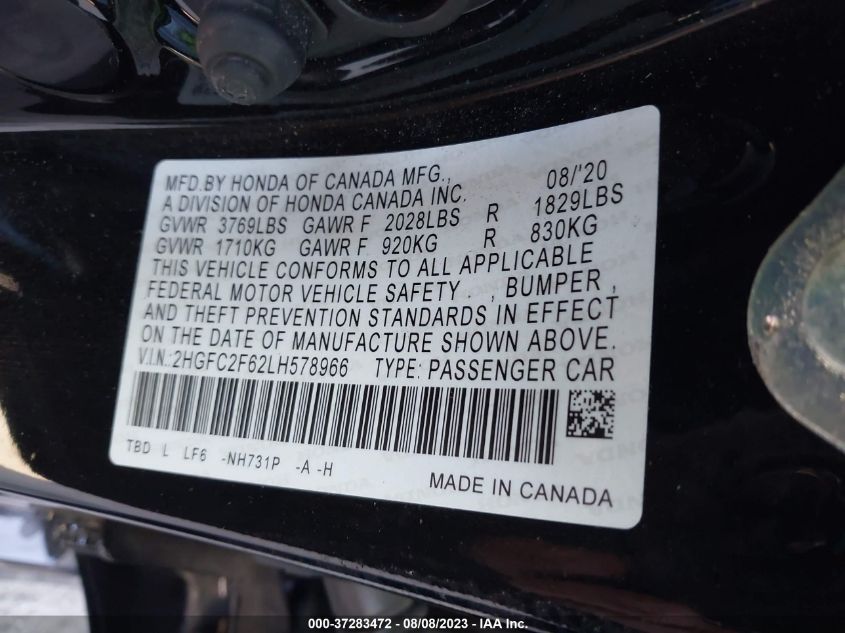 MFD.BY HONDA OF CANADA MFG., 08/'20
A DIVISION OF HONDA CANADA INC.
GVWR 3769LBS GAWR F 2028LBS R 1829LBS
GVWR 1710KG GAWR F 920KG R 830KG
THIS VEHICLE CONFORMS TO ALL APPLICABLE
FEDERAL MOTOR VEHICLE SAFETY . , BUMPER ,
AND THEFT PREVENTION STANDARDS IN EFFECT
ON THE DATE OF MANUFACTURE SHOWN ABOVE.
V.I.N.:2HGFC2F62LH578966 TYPE: PASSENGER CAR
TBD L LF6 -NH731P -A -H
MADE IN CANADA
000-37283472 - 08/08/2023 - IAA Inc.